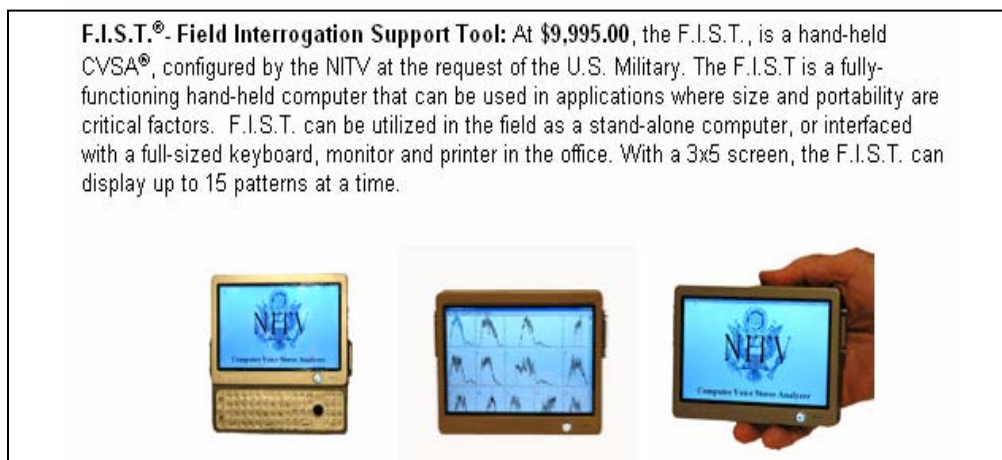 F.I.S.T.®- Field Interrogation Support Tool: At $9,995.00, the F.I.S.T., is a hand-held
CVSA®, configured by the NITV at the request of the U.S. Military. The F.I.S.T is a fully-
functioning hand-held computer that can be used in applications where size and portability are
critical factors.  F.I.S.T. can be utilized in the field as a stand-alone computer, or interfaced
with a full-sized keyboard, monitor and printer in the office. With a 3x5 screen, the F.I.S.T. can
display up to 15 patterns at a time.
NITV
Computer Voice Stress Analyzer
NITV
Computer Voice Stress Analyzer